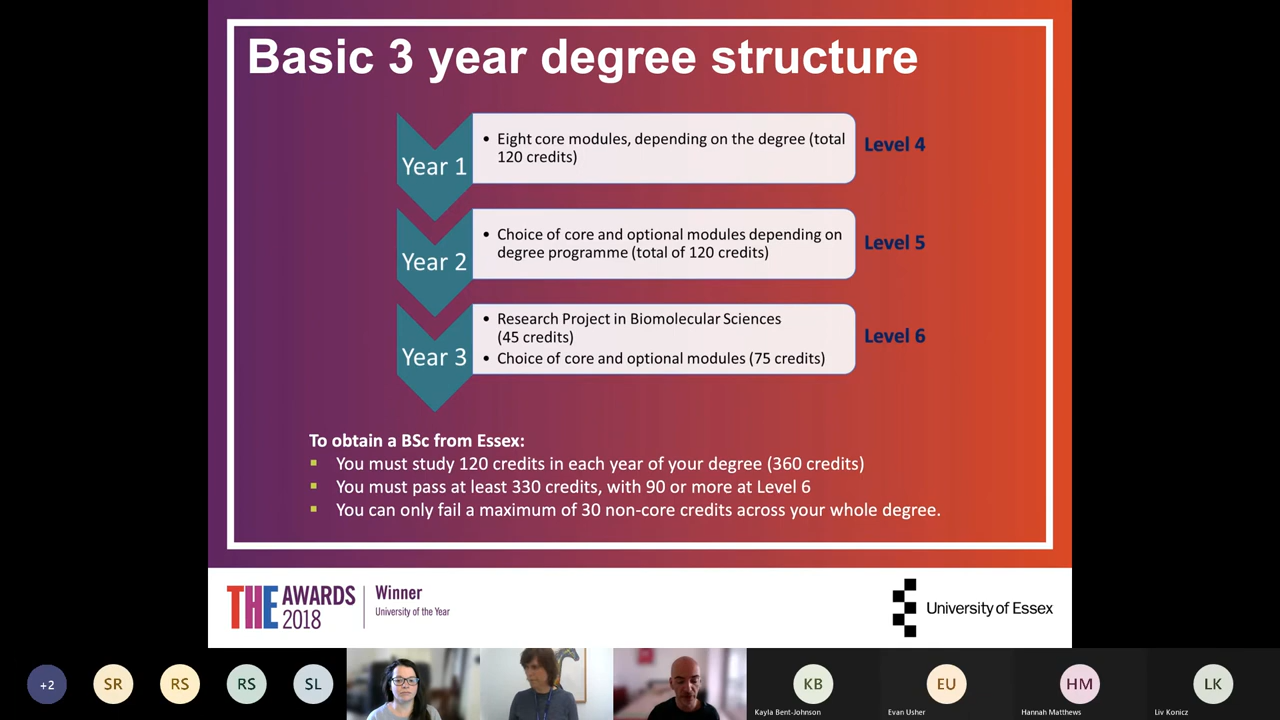 Basic 3 year degree structure
Year 1
• Eight core modules, depending on the degree (total
120 credits)
Level 4
Year 2
• Choice of core and optional modules depending on
degree programme (total of 120 credits)
Level 5
Year 3
• Research Project in Biomolecular Sciences
(45 credits)
• Choice of core and optional modules (75 credits)
Level 6
To obtain a BSc from Essex:
▪ You must study 120 credits in each year of your degree (360 credits)
▪ You must pass at least 330 credits, with 90 or more at Level 6
▪ You can only fail a maximum of 30 non-core credits across your whole degree.
THE AWARDS
2018
Winner
University of the Year
University of Essex
+2
SR
RS
RS
SL
KB
Kayla Bent-Johnson
EU
Evan Usher
HM
Hannah Matthews
LK
Liv Konicz